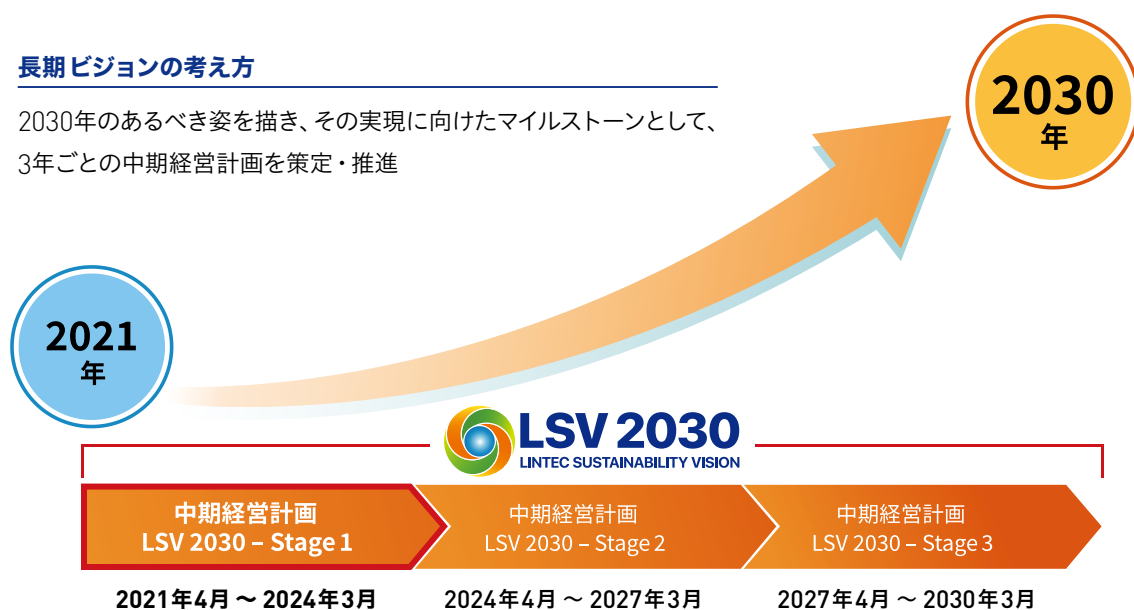 長期ビジョンの考え方
2030年のあるべき姿を描き、その実現に向けたマイルストーンとして、
3年ごとの中期経営計画を策定・推進
2030
年
2021
年
LSV 2030
LINTEC SUSTAINABILITY VISION
中期経営計画
LSV 2030 – Stage 1
中期経営計画
LSV 2030 – Stage 2
中期経営計画
LSV 2030 – Stage 3
2021年4月 ～ 2024年3月
2024年4月 ～ 2027年3月
2027年4月 ～ 2030年3月